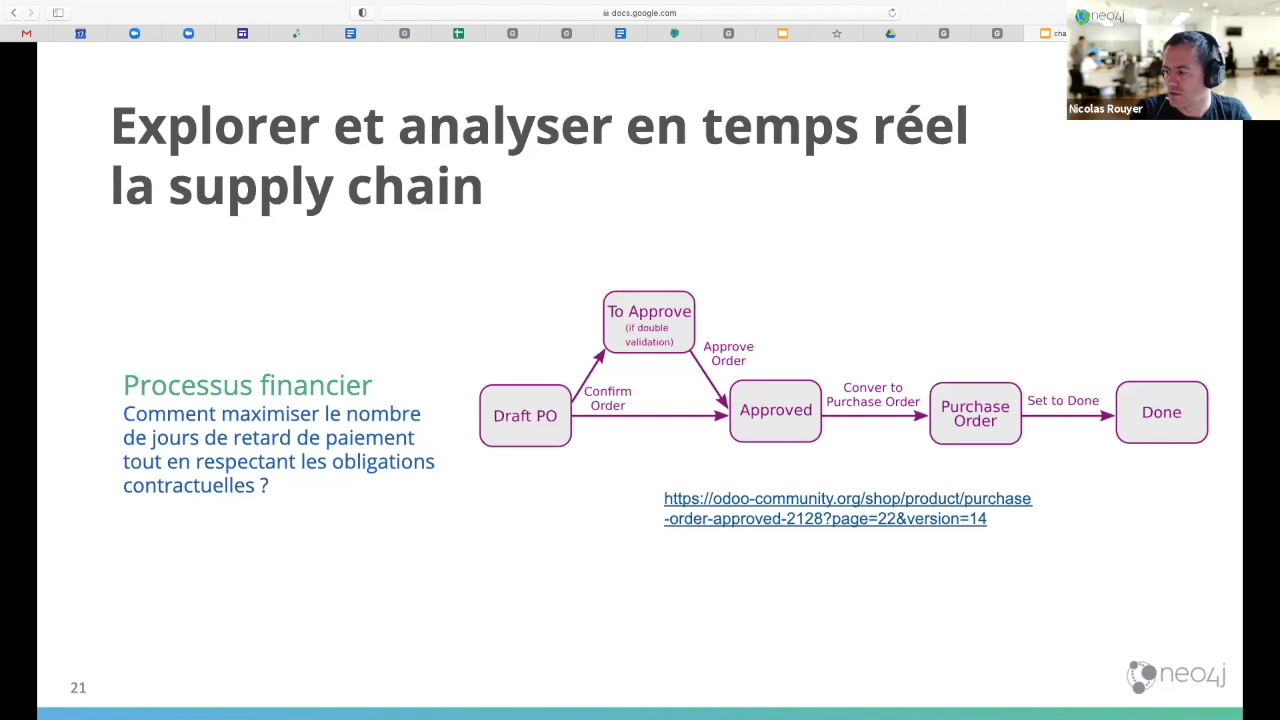 docs.google.com
17
cha
neo4j
Nicolas Rouyer
Explorer et analyser en temps réel
la supply chain
To Approve
(if double
validation)
Approve
Order
Confirm
Order
Draft PO
Approved
Conver to
Purchase Order
Purchase
Order
Set to Done
Done
Processus financier
Comment maximiser le nombre
de jours de retard de paiement
tout en respectant les obligations
contractuelles ?
https://odoo-community.org/shop/product/purchase
-order-approved-2128?page=22&version=14
21
neo4j